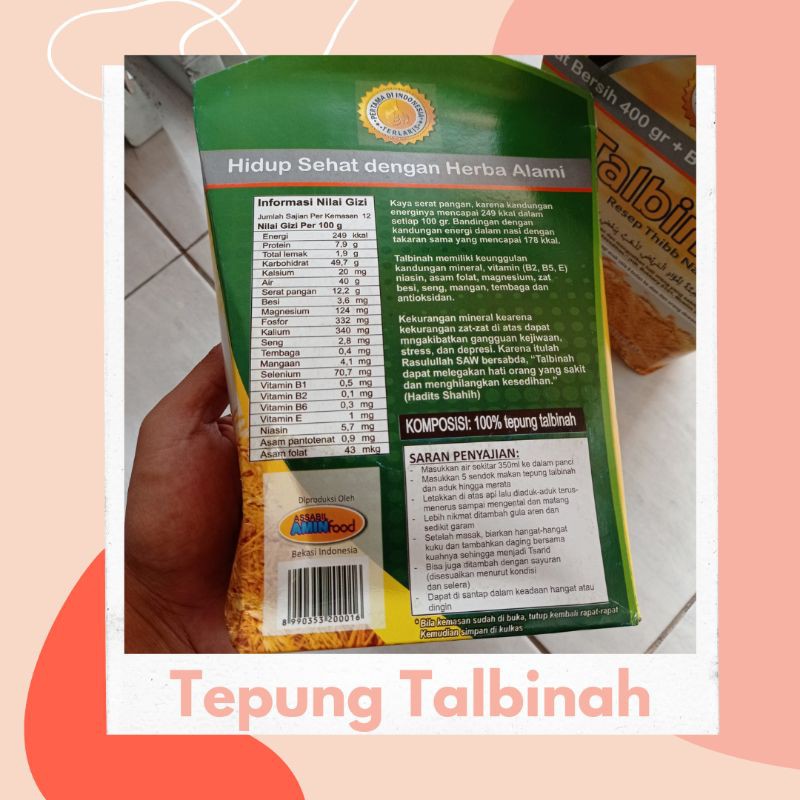 PERTAMA DI INDONESIA
TERLARIS
Hidup Sehat dengan Herba Alami
Informasi Nilai Gizi
Jumlah Sajian Per Kemasan 12
Nilai Gizi Per 100 g
Energi 249 kkal
Protein 7,9 g
Total lemak 1,9 g
Karbohidrat 49,7 g
Kalsium 20 mg
Air 40 g
Serat pangan 12,2 g
Besi 3,6 mg
Magnesium 124 mg
Fosfor 332 mg
Kalium 340 mg
Seng 2,8 mg
Tembaga 0,4 mg
Mangaan 4,1 mg
Selenium 70,7 mg
Vitamin B1 0,5 mg
Vitamin B2 0,1 mg
Vitamin B6 0,3 mg
Vitamin E 1 mg
Niasin 5,7 mg
Asam pantotenat 0,9 mg
Asam folat 43 mkg
Kaya serat pangan, karena kandungan
energinya mencapai 249 kkal dalam
setiap 100 gr. Bandingan dengan
kandungan energi dalam nasi dengan
takaran sama yang mencapai 178 kkal.
Talbinah memiliki keunggulan
kandungan mineral, vitamin (B2, B5, E)
niasin, asam folat, magnesium, zat
besi, seng, mangan, tembaga dan
antioksidan.
Kekurangan mineral kearene
kekurangan zat-zat di atas dapat
mngakibatkan gangguan kejiwaan,
stress, dan depresi. Karena itulah
Rasulullah SAW bersabda, “Talbinah
dapat melegakan hati orang yang sakit
dan menghilangkan kesedihan.”
(Hadits Shahih)
KOMPOSISI: 100% tepung talbinah
SARAN PENYAJIAN:
- Masukkan air sekitar 350ml ke dalam panci
- Masukkan 5 sendok makan tepung talbinah
dan aduk hingga merata
- Letakkan di atas api lalu diaduk-aduk terus-
menerus sampai mengental dan matang
- Lebih nikmat ditambah gula aren dan
sedikit garam
- Setelah masak, biarkan hangat-hangat
kuku dan tambahkan daging bersama
kuahnya sehingga menjadi Tsarid
- Bisa juga ditambah dengan sayuran
(disesuaikan menurut kondisi
dan selera)
- Dapat di santap dalam keadaan hangat atau
dingin
* Bila kemasan sudah di buka, tutup kembali rapat-rapat
Kemudian simpan di kulkas
Diproduksi Oleh
ASSABIL
AMINfood
Bekasi Indonesia
8 990353 200016
Bersih 400 gr +
Talbin
Resep Thibb Na
Tepung Talbinah